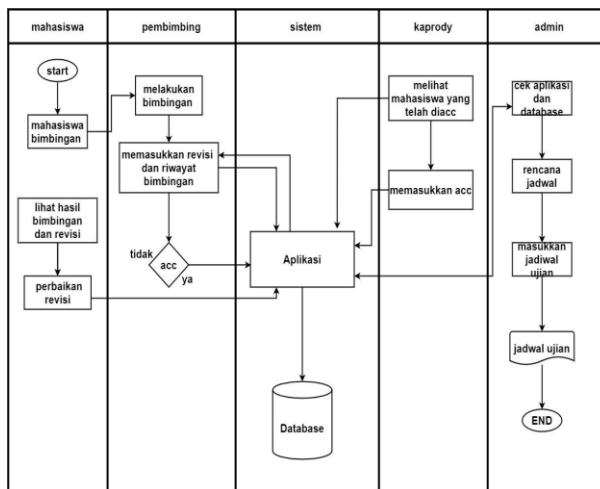 mahasiswa
pembimbing
sistem
kaprody
admin
start
mahasiswa
bimbingan
lihat hasil
bimbingan
dan revisi
perbaikan
revisi
melakukan
bimbingan
memasukkan revisi
dan riwayat
bimbingan
tidak
acc
ya
Aplikasi
Database
melihat
mahasiswa yang
telah diacc
memasukkan acc
cek aplikasi
dan
database
rencana
jadwal
masukkan
jadiwal
ujian
jadwal ujian
END